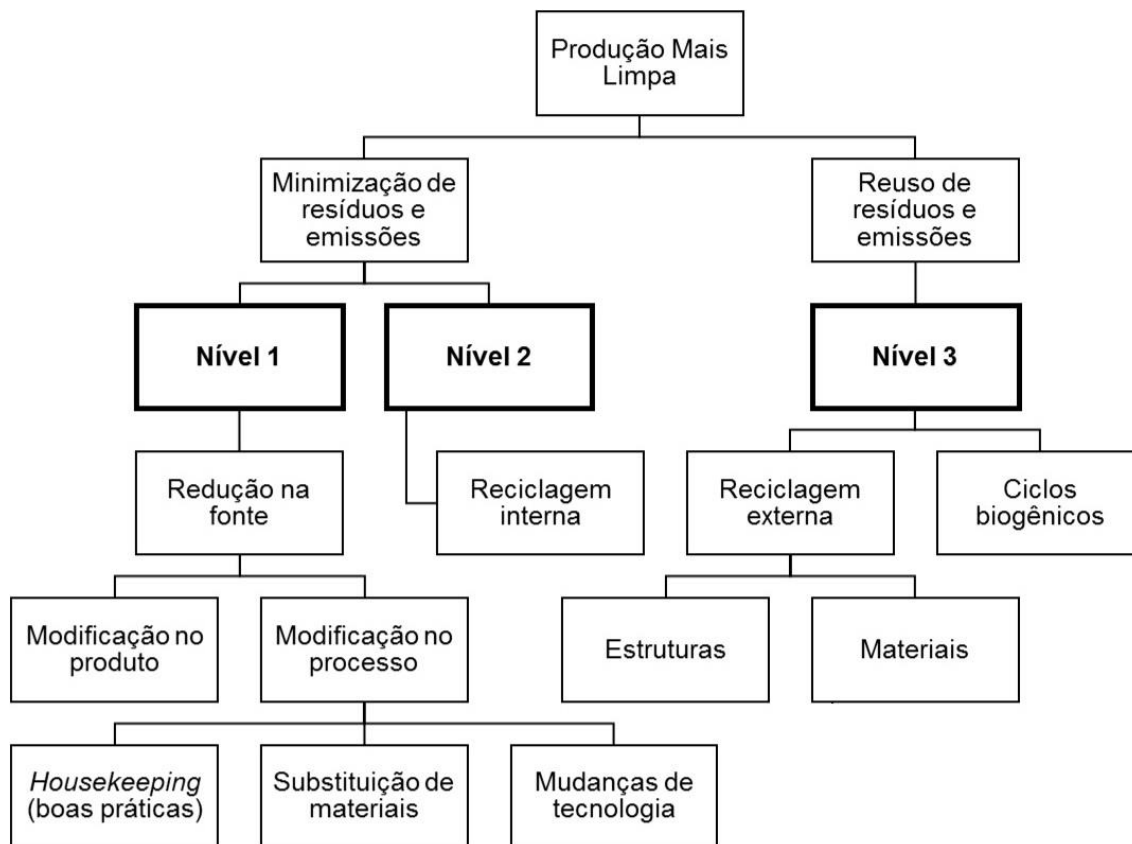 Produção Mais
Limpa
Minimização de
resíduos e
emissões
Reuso de
resíduos e
emissões
Nível 1
Nível 2
Nível 3
Redução na
fonte
Reciclagem
interna
Reciclagem
externa
Ciclos
biogênicos
Modificação no
produto
Modificação no
processo
Estruturas
Materiais
Housekeeping
(boas práticas)
Substituição de
materiais
Mudanças de
tecnologia